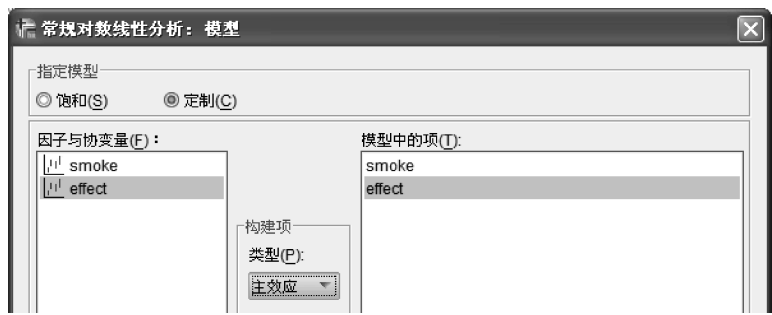 常规对数线性分析：模型
指定模型
饱和(S) 定制(C)
因子与协变量(F)：
smoke
effect
构建项
类型(P):
主效应
模型中的项(T):
smoke
effect